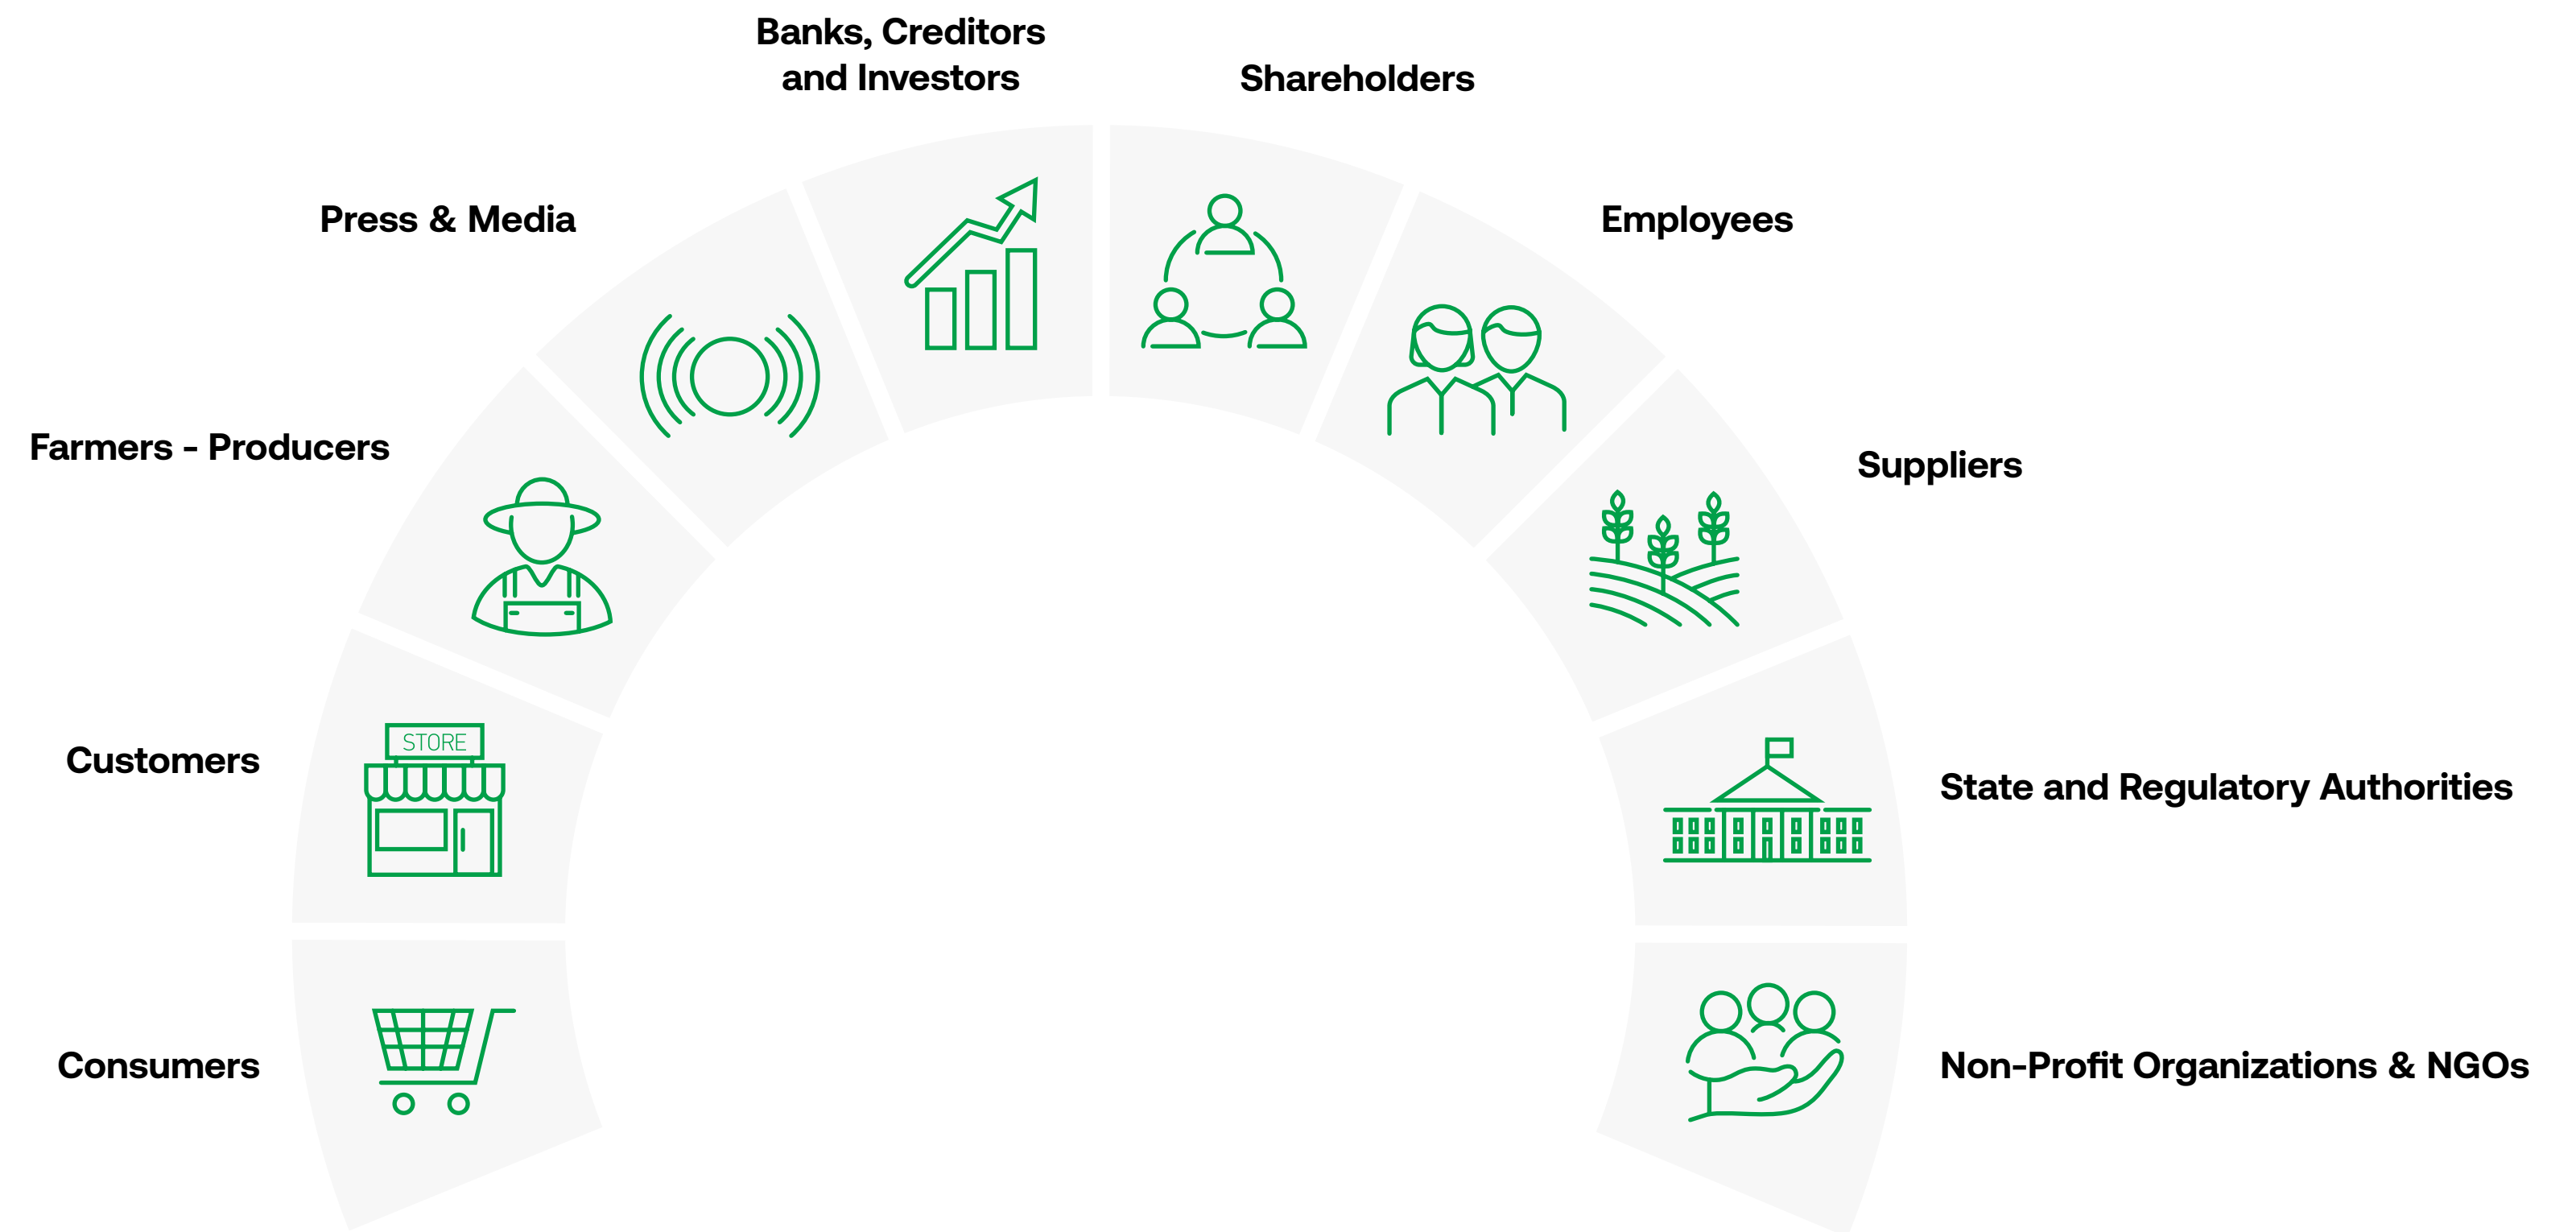 Banks, Creditors
and Investors
Shareholders
Press & Media
Employees
Farmers - Producers
Suppliers
STORE
Customers
State and Regulatory Authorities
Consumers
Non-Profit Organizations & NGOs